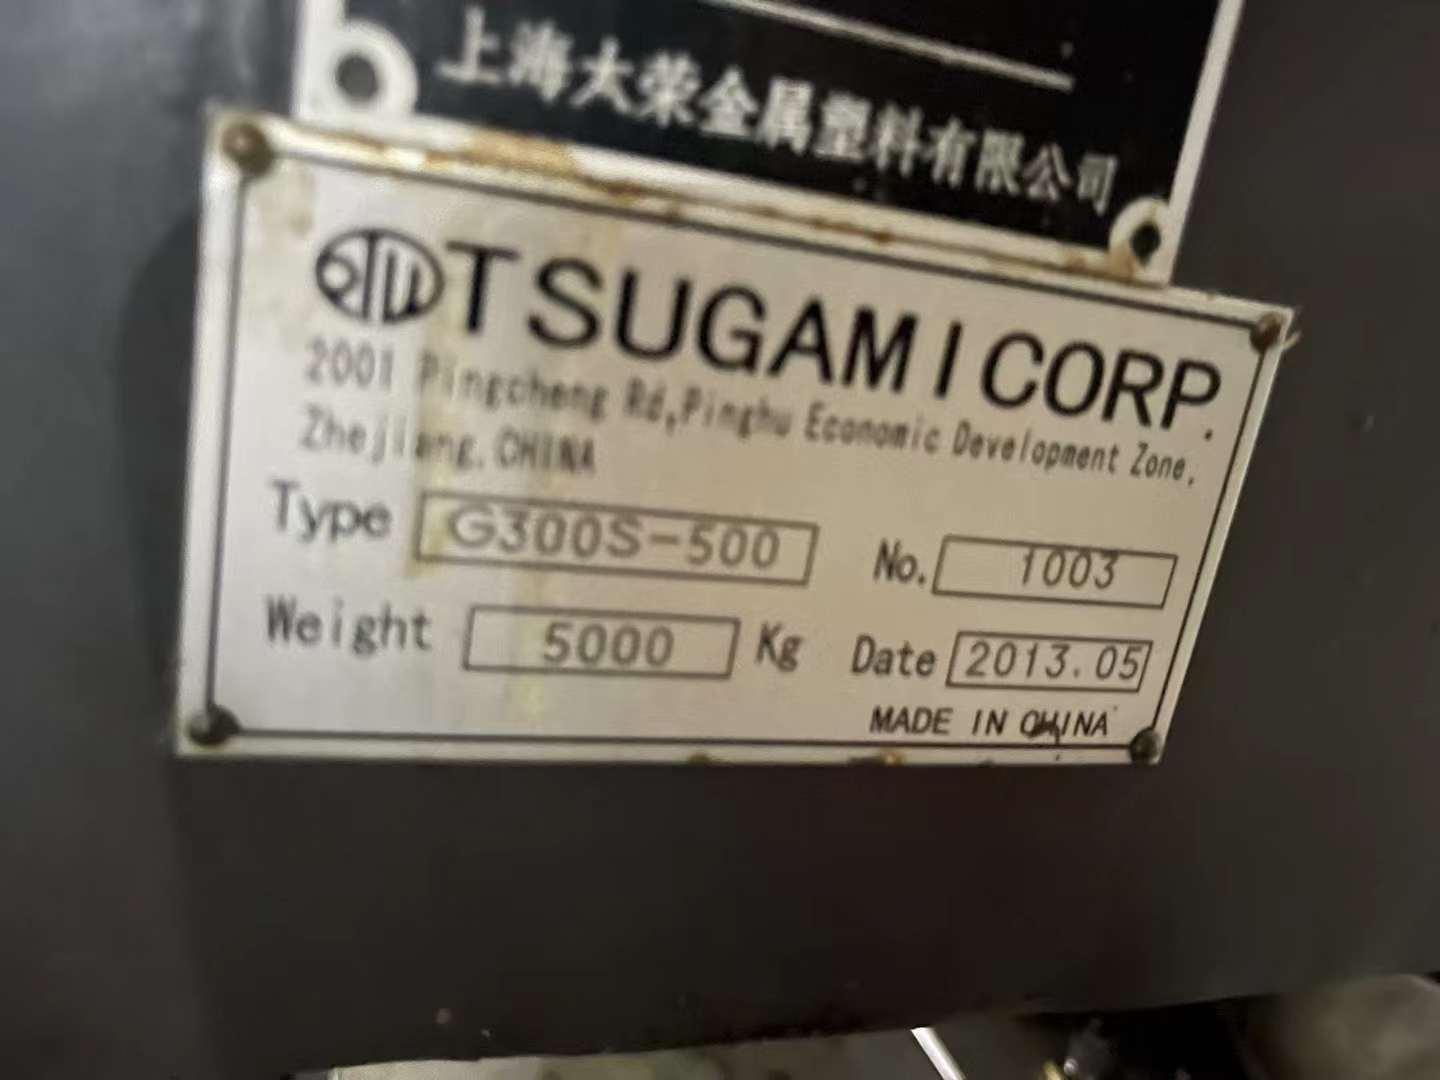 上海大荣金属塑料有限公司
TSUGAMI CORP.
2001 Pingcheng Rd,Pinghu Economic Development Zone,
Zhejiang, CHINA
Type G300S-500 No. 1003
Weight 5000 Kg Date 2013.05
MADE IN CHINA